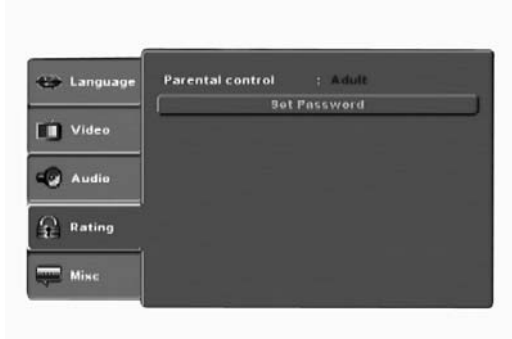 Language
Video
Audio
Rating
Misc
Parental control : Adult
Set Password